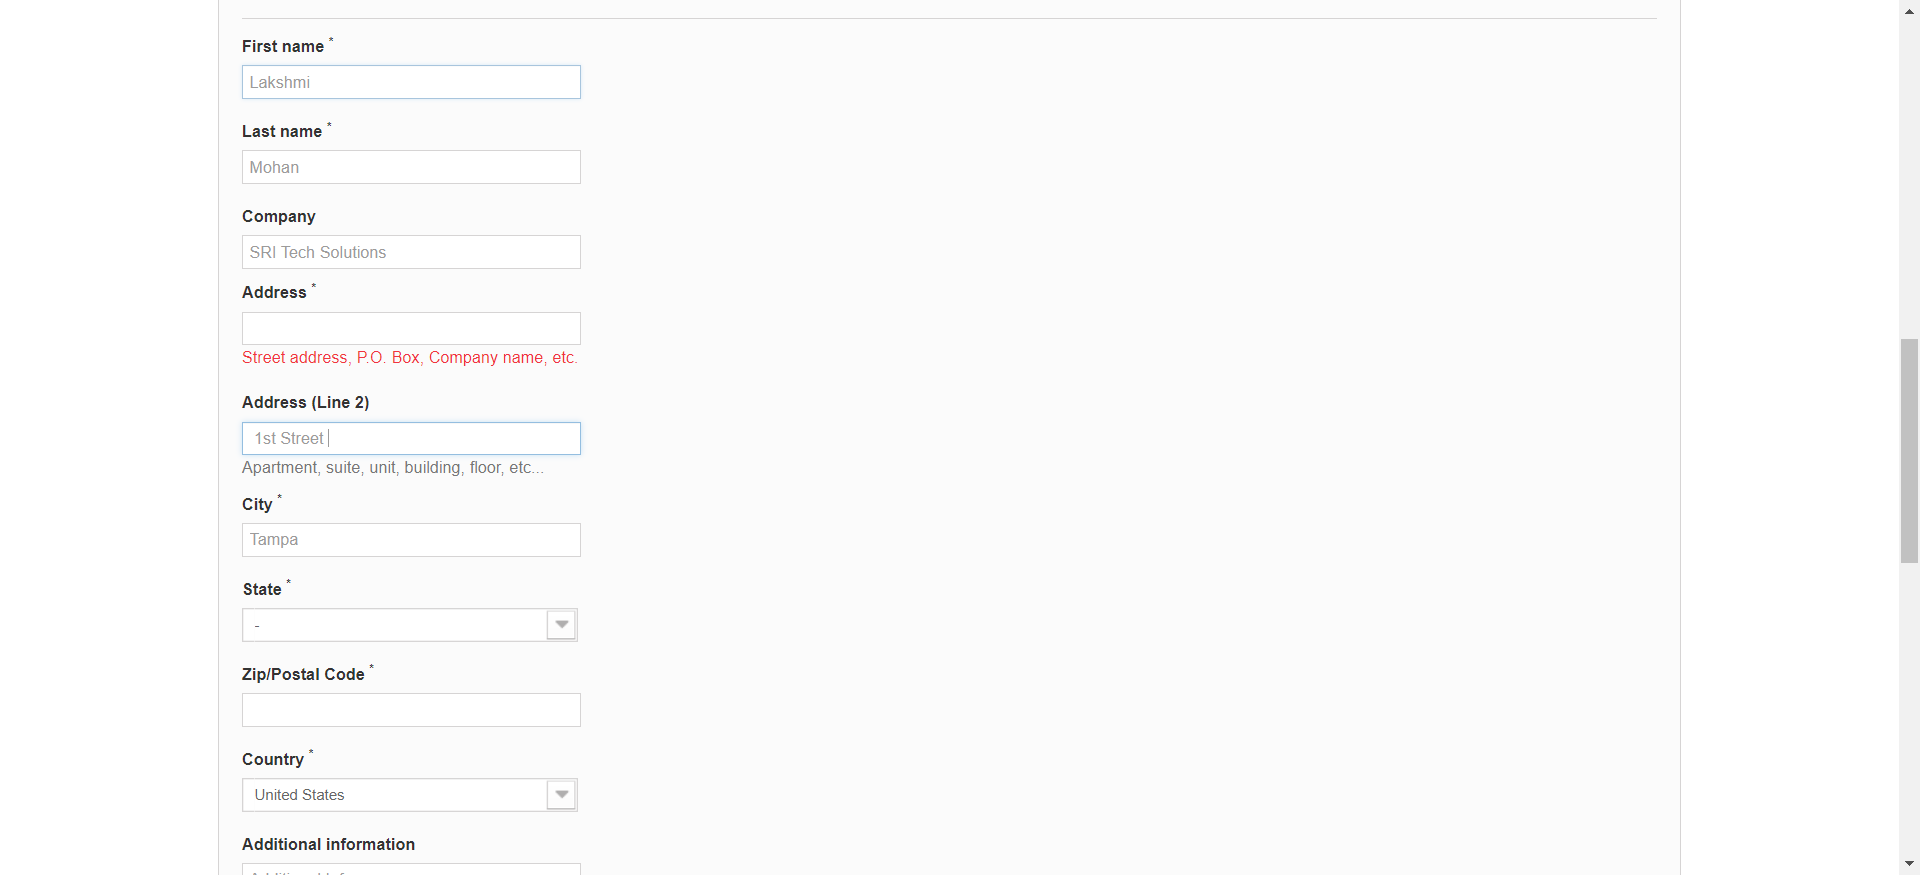 First name *
Lakshmi
Last name *
Mohan
Company
SRI Tech Solutions
Address *
Street address, P.O. Box, Company name, etc.
Address (Line 2)
1st Street
Apartment, suite, unit, building, floor, etc...
City *
Tampa
State *
-
Zip/Postal Code *
Country *
United States
Additional information